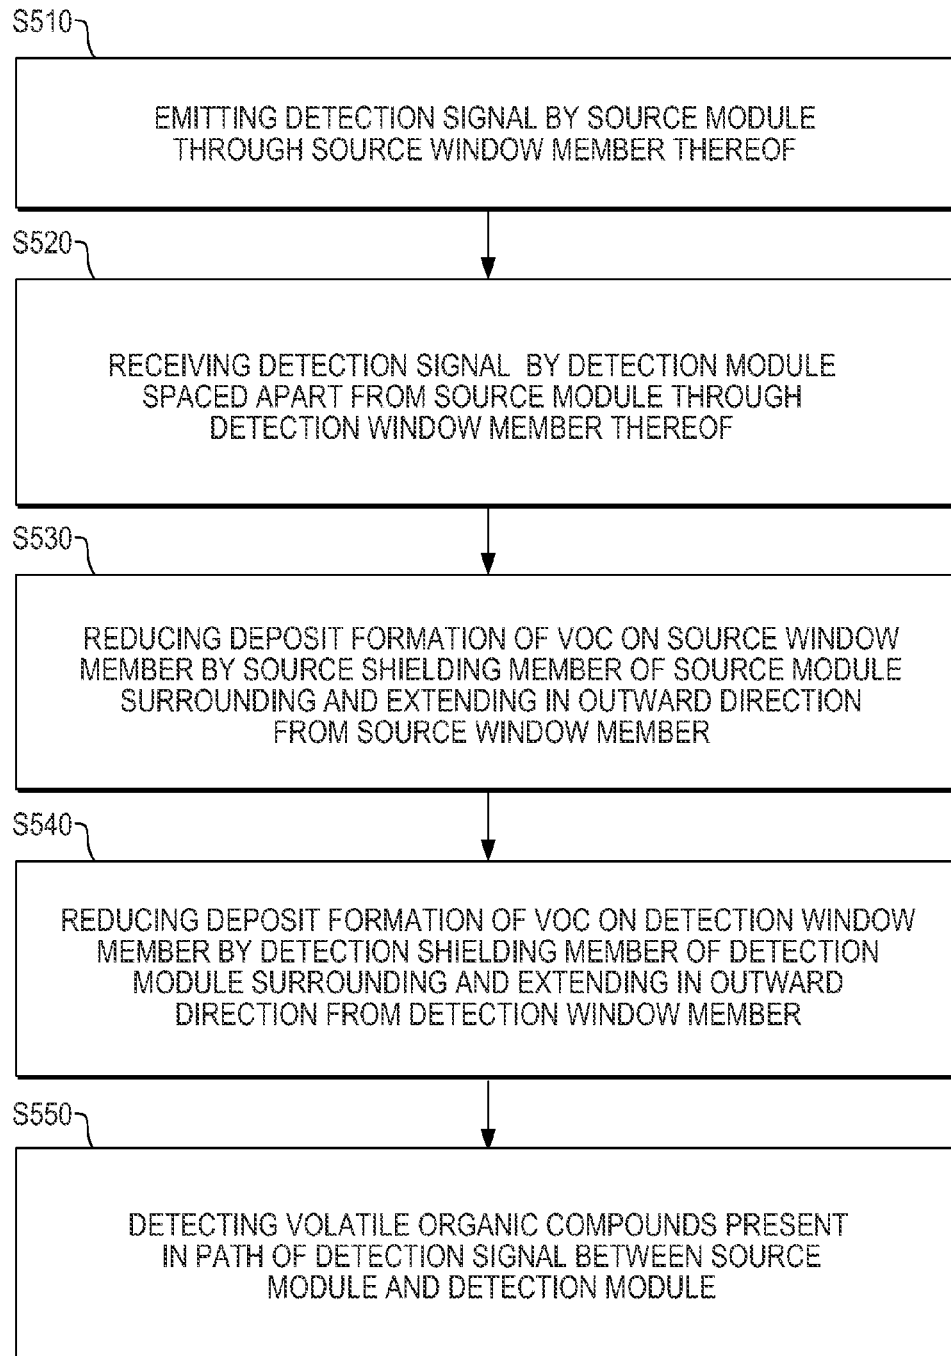 S510
EMITTING DETECTION SIGNAL BY SOURCE MODULE
THROUGH SOURCE WINDOW MEMBER THEREOF
S520
RECEIVING DETECTION SIGNAL BY DETECTION MODULE
SPACED APART FROM SOURCE MODULE THROUGH
DETECTION WINDOW MEMBER THEREOF
S530
REDUCING DEPOSIT FORMATION OF VOC ON SOURCE WINDOW
MEMBER BY SOURCE SHIELDING MEMBER OF SOURCE MODULE
SURROUNDING AND EXTENDING IN OUTWARD DIRECTION
FROM SOURCE WINDOW MEMBER
S540
REDUCING DEPOSIT FORMATION OF VOC ON DETECTION WINDOW
MEMBER BY DETECTION SHIELDING MEMBER OF DETECTION
MODULE SURROUNDING AND EXTENDING IN OUTWARD
DIRECTION FROM DETECTION WINDOW MEMBER
S550
DETECTING VOLATILE ORGANIC COMPOUNDS PRESENT
IN PATH OF DETECTION SIGNAL BETWEEN SOURCE
MODULE AND DETECTION MODULE